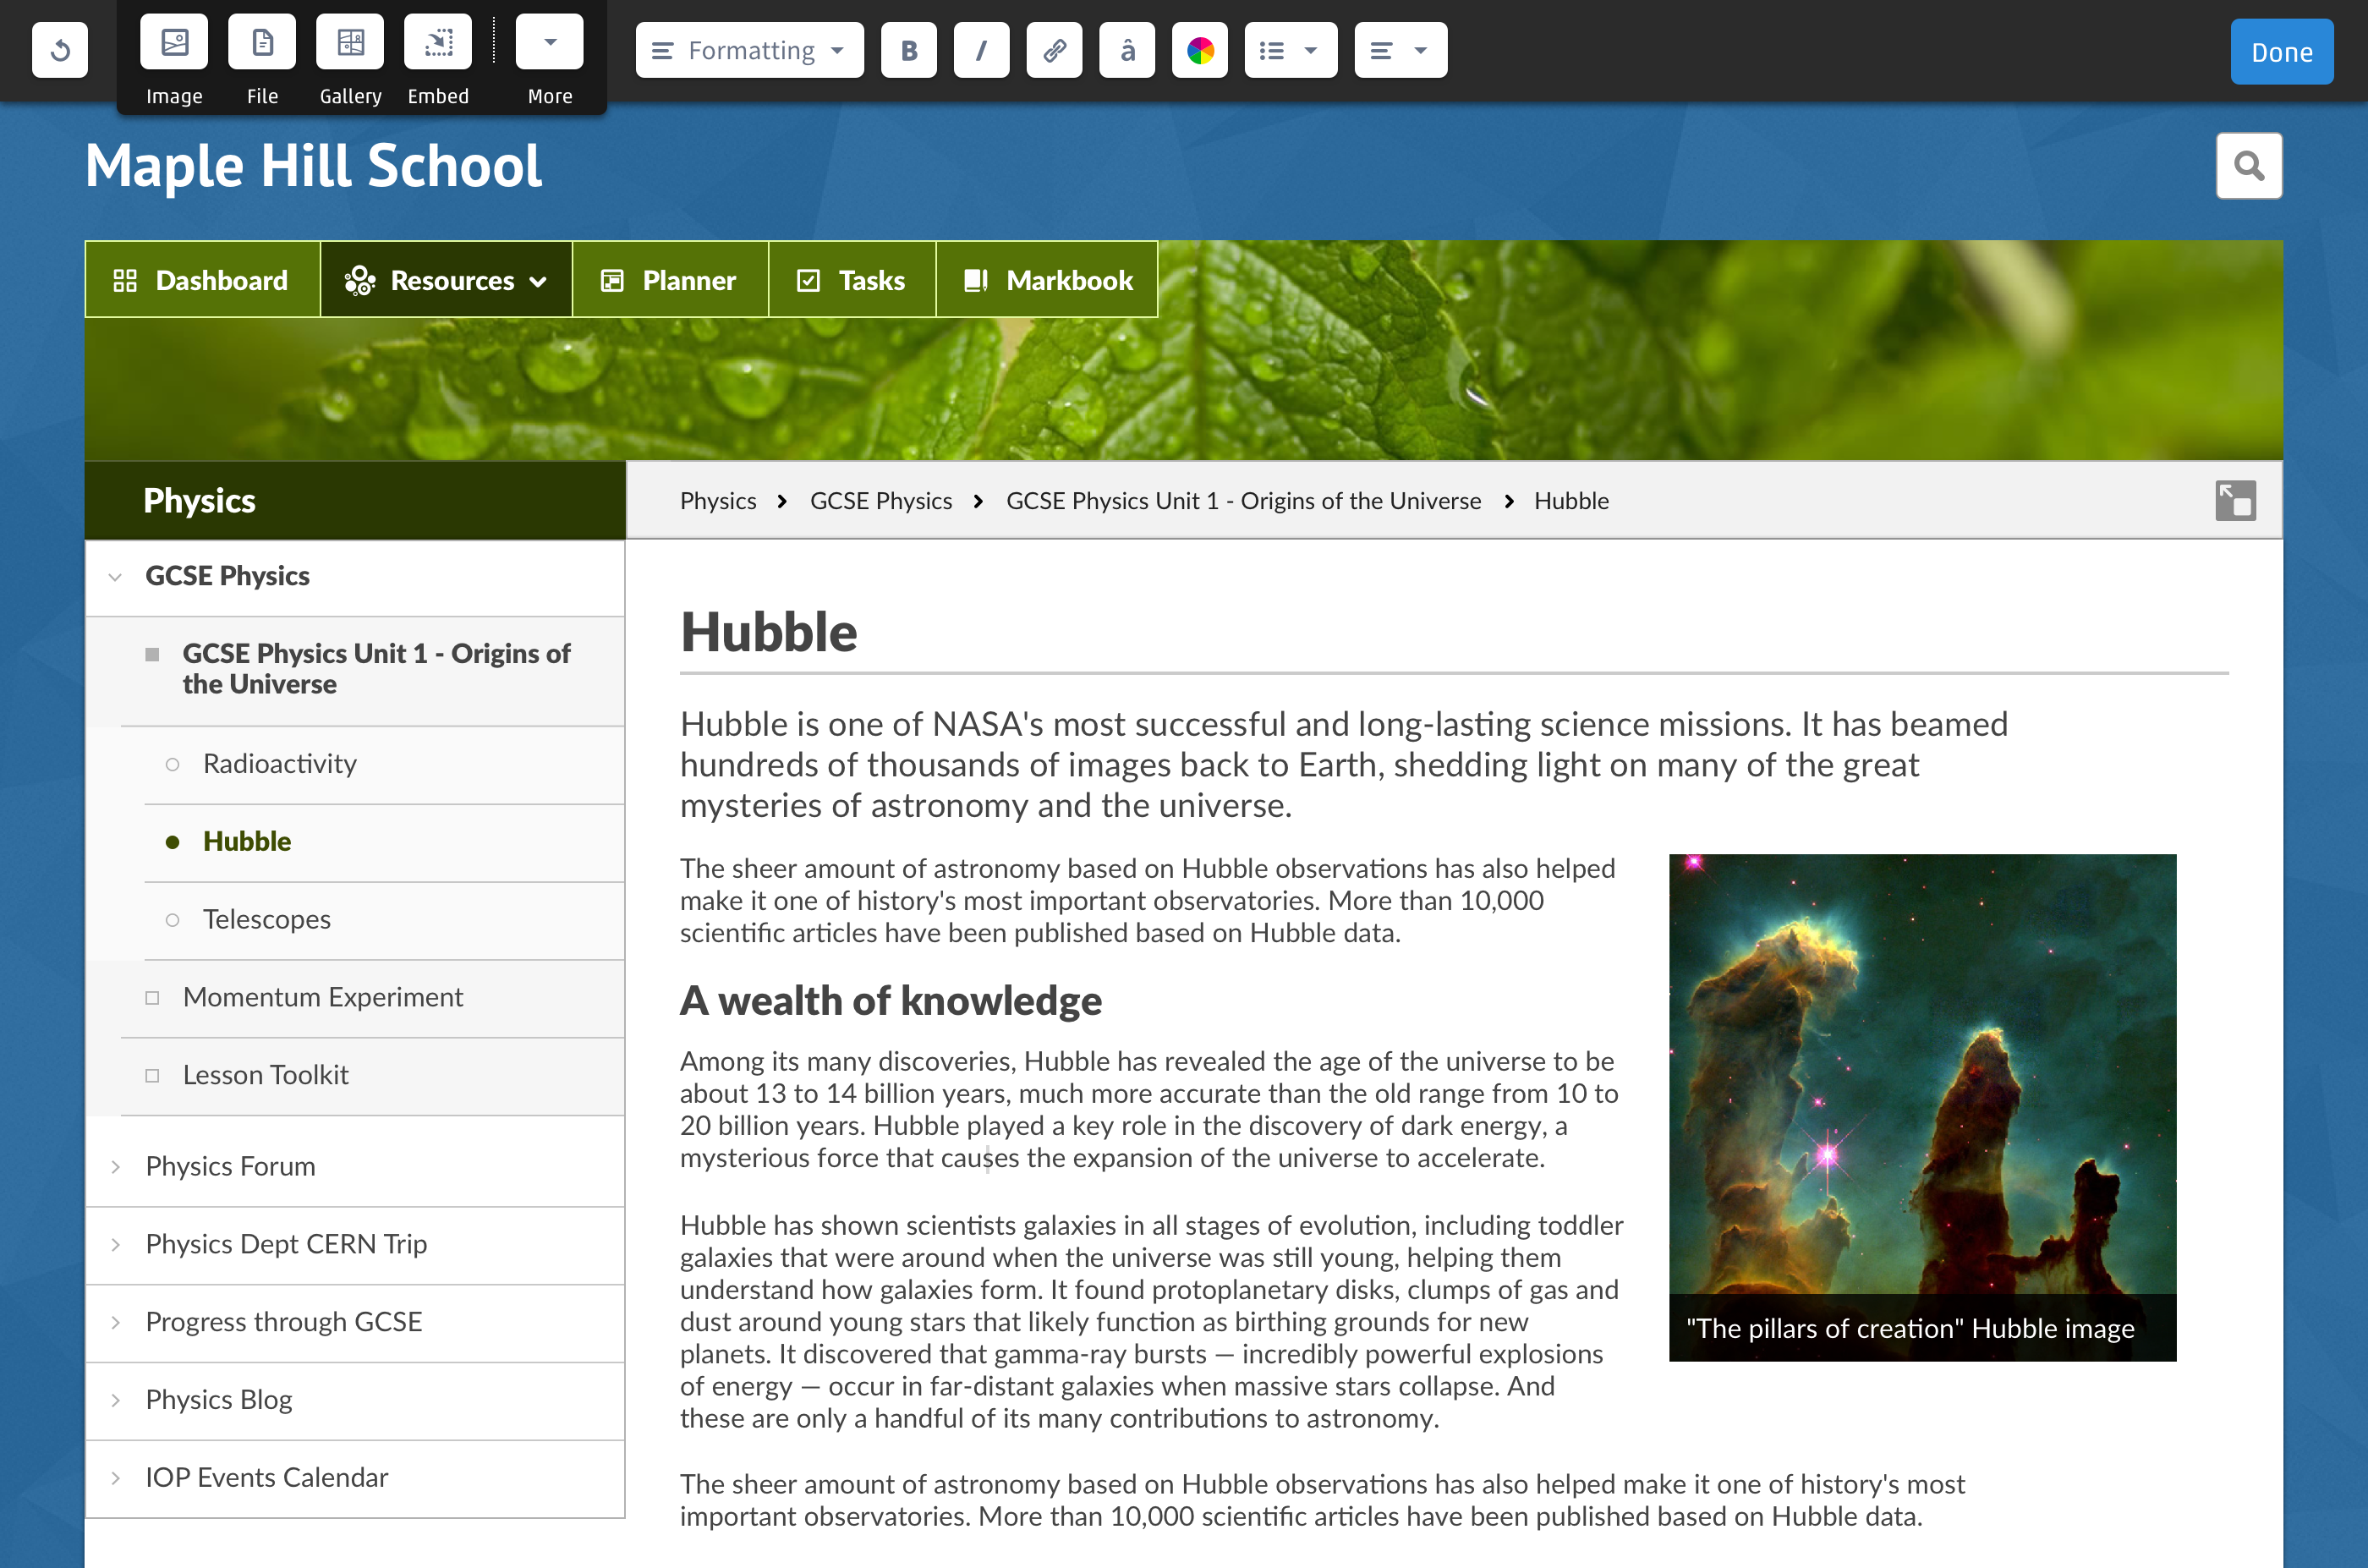 Image File Gallery Embed More
Formatting B I â
Done
Maple Hill School
Dashboard Resources Planner Tasks Markbook
Physics
Physics GCSE Physics GCSE Physics Unit 1 - Origins of the Universe Hubble
GCSE Physics
GCSE Physics Unit 1 - Origins of
the Universe
Radioactivity
Hubble
Telescopes
Momentum Experiment
Lesson Toolkit
Physics Forum
Physics Dept CERN Trip
Progress through GCSE
Physics Blog
IOP Events Calendar
Hubble
Hubble is one of NASA's most successful and long-lasting science missions. It has beamed
hundreds of thousands of images back to Earth, shedding light on many of the great
mysteries of astronomy and the universe.
The sheer amount of astronomy based on Hubble observations has also helped
make it one of history's most important observatories. More than 10,000
scientific articles have been published based on Hubble data.
A wealth of knowledge
Among its many discoveries, Hubble has revealed the age of the universe to be
about 13 to 14 billion years, much more accurate than the old range from 10 to
20 billion years. Hubble played a key role in the discovery of dark energy, a
mysterious force that causes the expansion of the universe to accelerate.
Hubble has shown scientists galaxies in all stages of evolution, including toddler
galaxies that were around when the universe was still young, helping them
understand how galaxies form. It found protoplanetary disks, clumps of gas and
dust around young stars that likely function as birthing grounds for new
planets. It discovered that gamma-ray bursts — incredibly powerful explosions
of energy — occur in far-distant galaxies when massive stars collapse. And
these are only a handful of its many contributions to astronomy.
"The pillars of creation" Hubble image
The sheer amount of astronomy based on Hubble observations has also helped make it one of history's most
important observatories. More than 10,000 scientific articles have been published based on Hubble data.